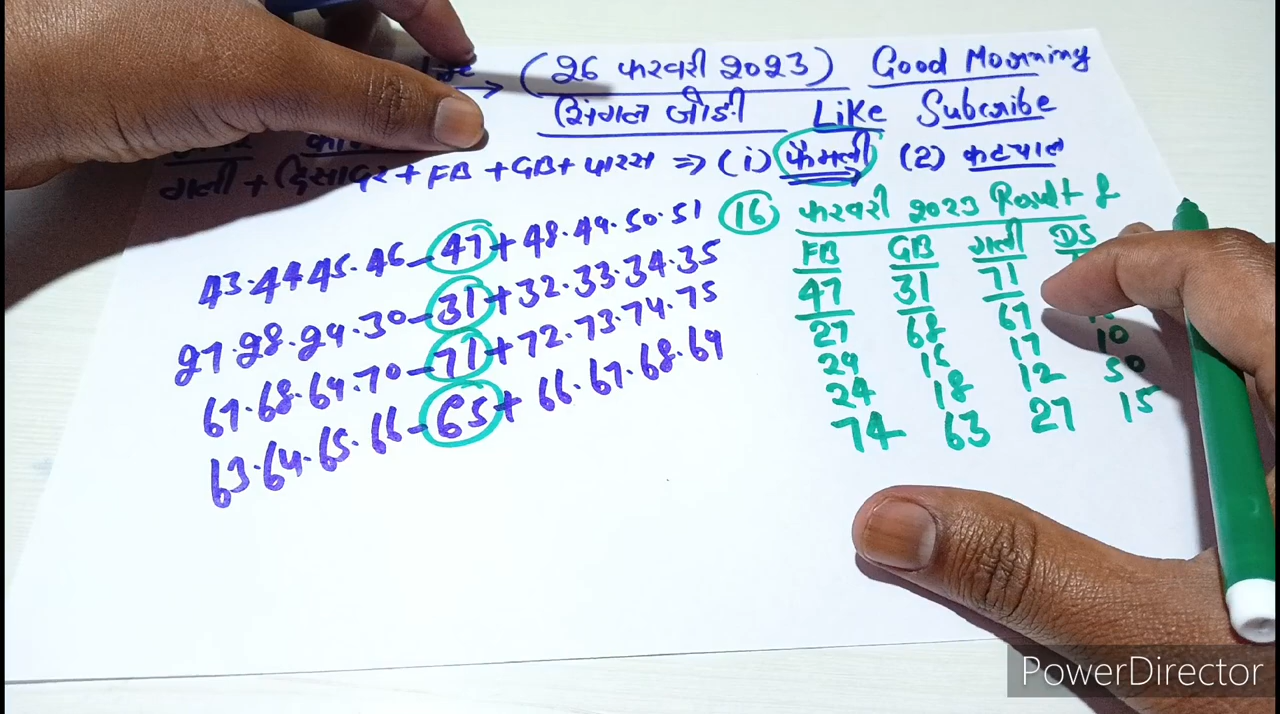 (26 फरवरी 2023) Good Morning
सिंगल जोडी Like Subcribe
गली + दिसावर + FB + GB + पारस ⇒ (1) फैमली (2) कटयाल
43.44.45.46 - 47 + 48.49.50.51
27.28.29.30 - 31 + 32.33.34.35
67.68.69.70 - 71 + 72.73.74.75
63.64.65.66 - 65 + 66.67.68.69
16 फरवरी 2023 Result
FB GB गली DS
47 31 71
27 68 67
29 15 17 10
24 18 12 50
74 63 27 15
PowerDirector